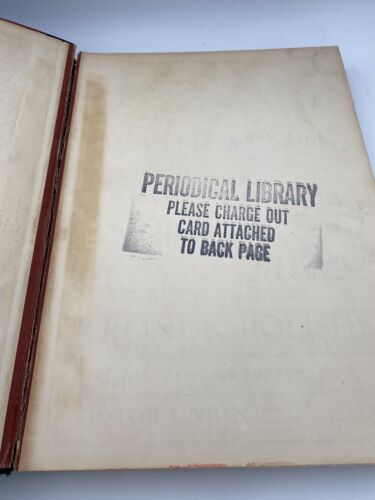 PERIODICAL LIBRARY
PLEASE CHARGE OUT
CARD ATTACHED
TO BACK PAGE